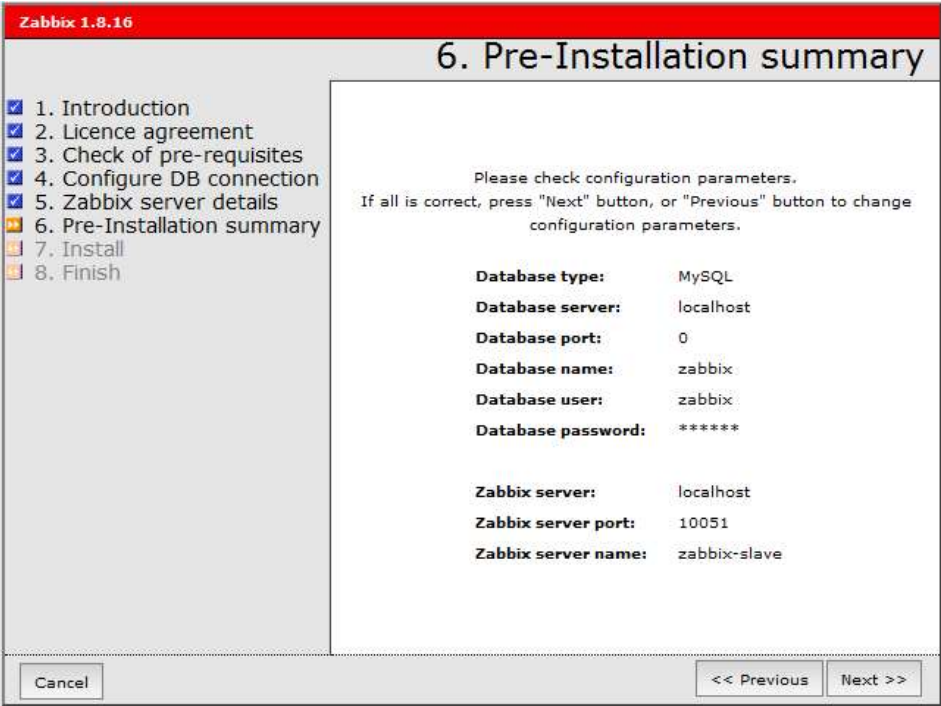 Zabbix 1.8.16
6. Pre-Installation summary
1. Introduction
2. Licence agreement
3. Check of pre-requisites
4. Configure DB connection
5. Zabbix server details
6. Pre-Installation summary
7. Install
8. Finish
Please check configuration parameters.
If all is correct, press "Next" button, or "Previous" button to change
configuration parameters.
Database type: MySQL
Database server: localhost
Database port: 0
Database name: zabbix
Database user: zabbix
Database password: ******
Zabbix server: localhost
Zabbix server port: 10051
Zabbix server name: zabbix-slave
Cancel << Previous Next >>